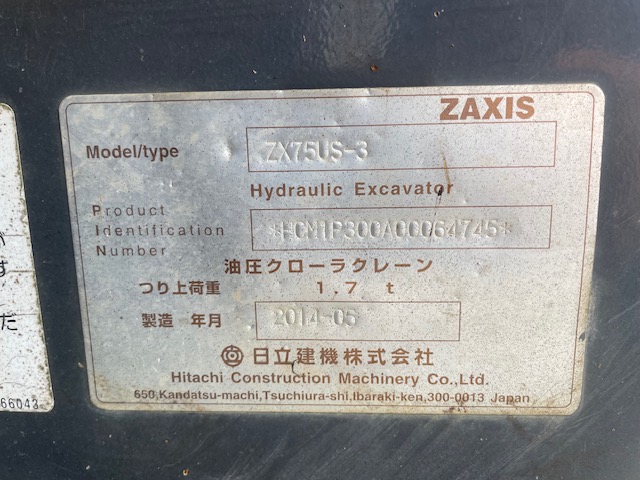 ZAXIS
Model/type ZX75US-3
Hydraulic Excavator
Product
Identification *HCM1P300A00064745*
Number
油圧クローラクレーン
つり上荷重 1.7 t
製造 年月 2014-05
日立建機株式会社
Hitachi Construction Machinery Co.,Ltd.
650,Kandatsu-machi,Tsuchiura-shi,Ibaraki-ken,300-0013 Japan
す
だ
66043